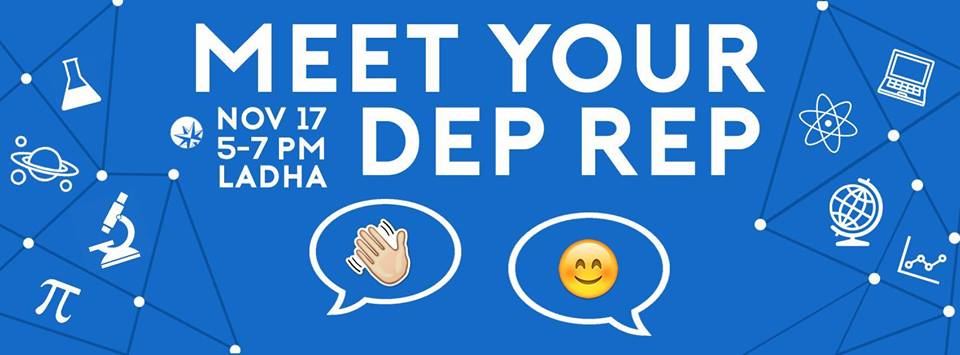 MEET YOUR
DEP REP
NOV 17
5-7 PM
LADHA
π